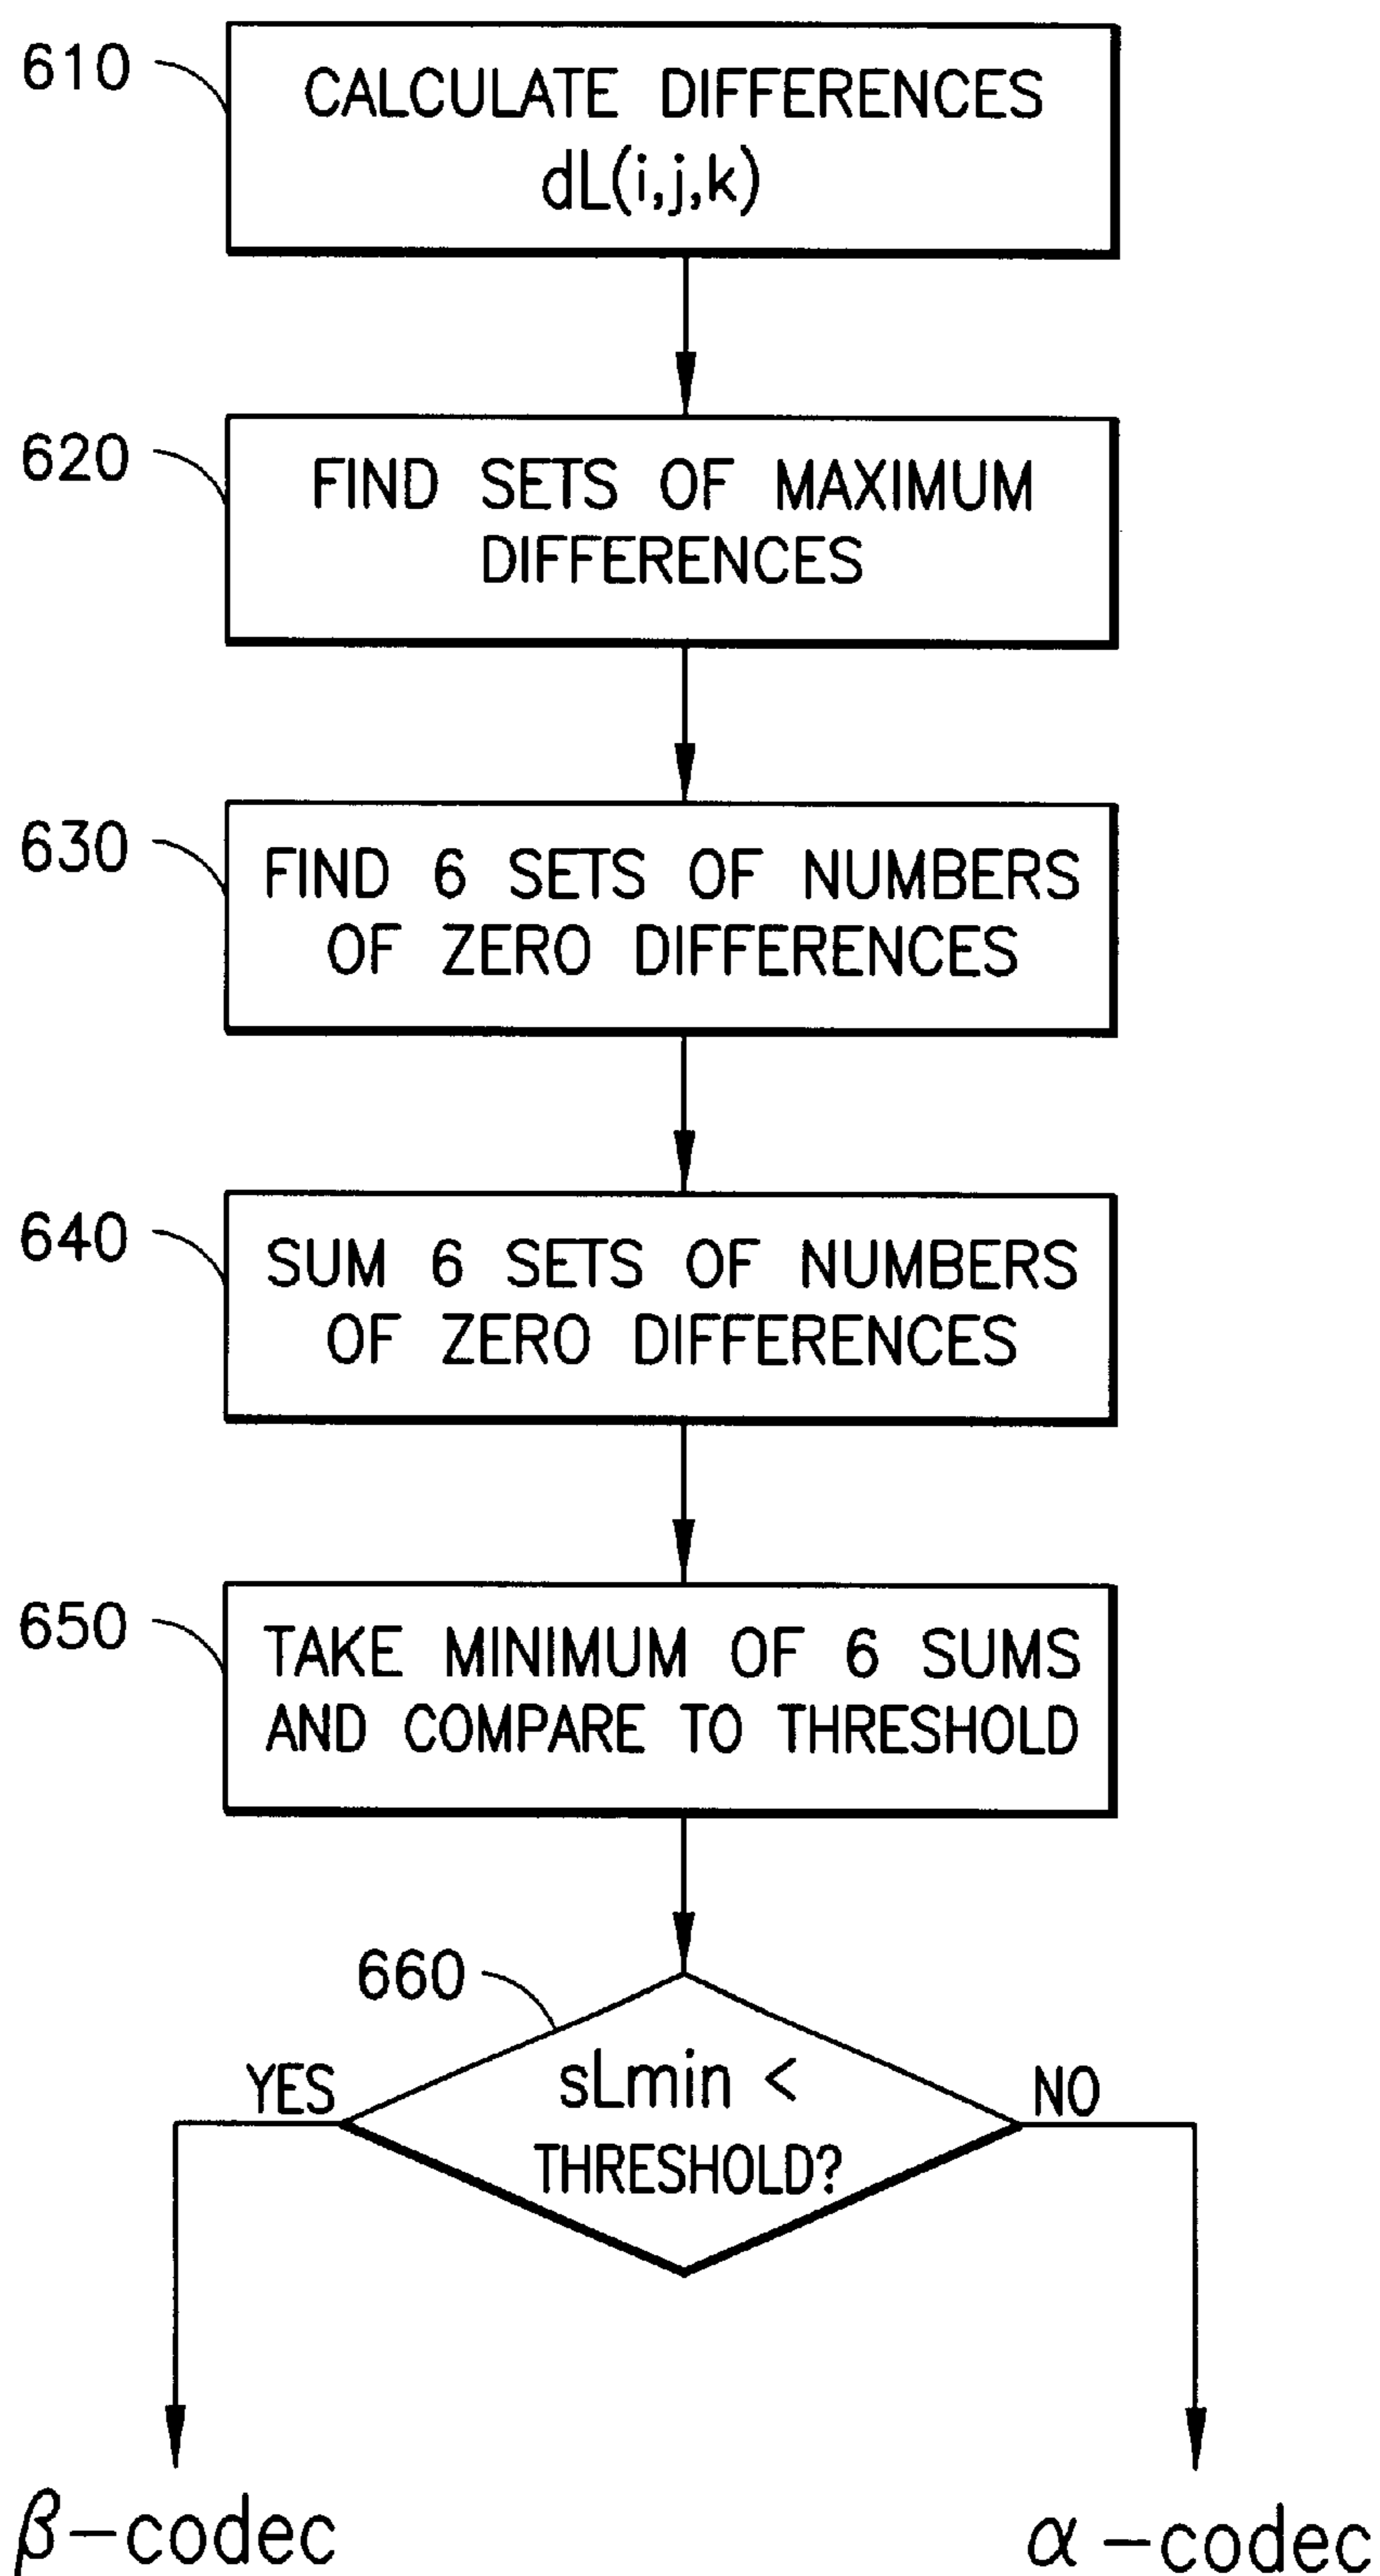 610
CALCULATE DIFFERENCES
dL(i,j,k)
620
FIND SETS OF MAXIMUM
DIFFERENCES
630
FIND 6 SETS OF NUMBERS
OF ZERO DIFFERENCES
640
SUM 6 SETS OF NUMBERS
OF ZERO DIFFERENCES
650
TAKE MINIMUM OF 6 SUMS
AND COMPARE TO THRESHOLD
660
YES
sLmin <
THRESHOLD?
NO
β-codec
α-codec